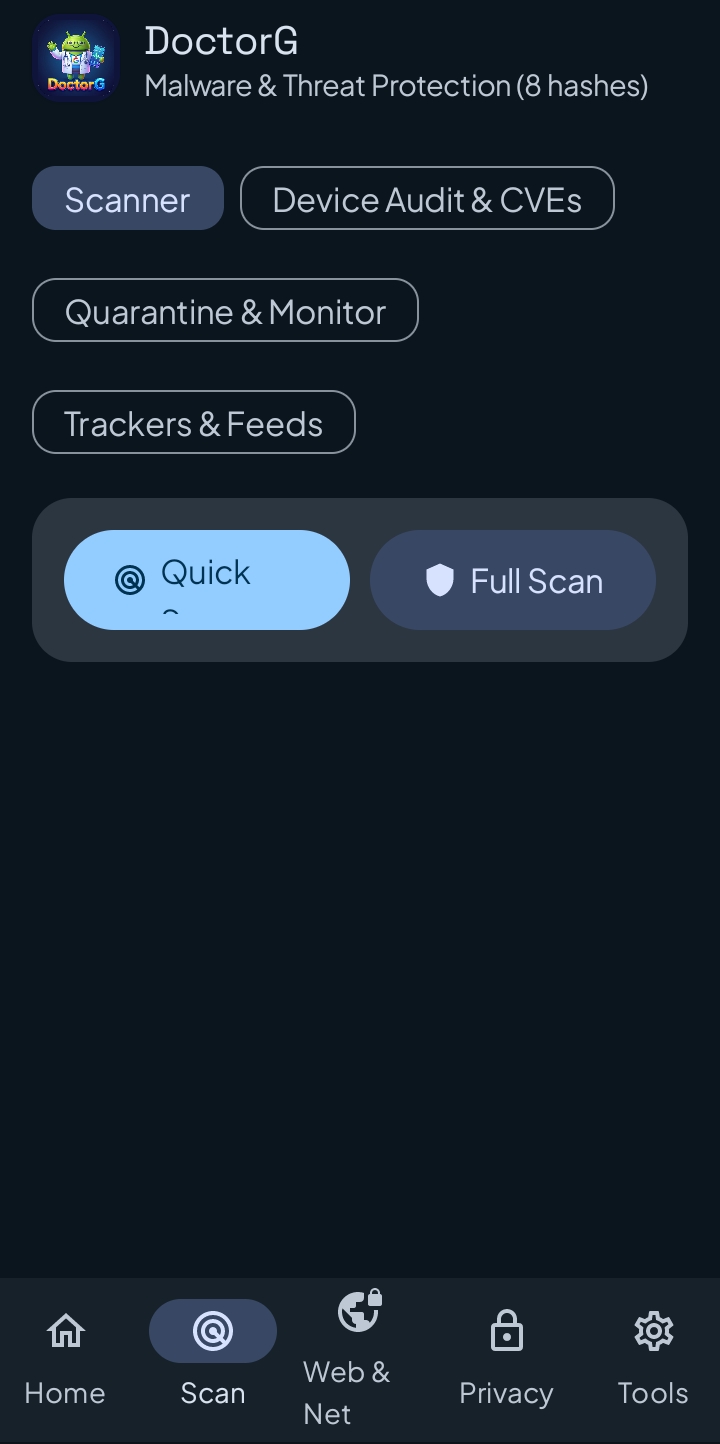 DoctorG
DoctorG
Malware & Threat Protection (8 hashes)
Scanner
Device Audit & CVEs
Quarantine & Monitor
Trackers & Feeds
Quick
Full Scan
Home
Scan
Web &
Net
Privacy
Tools